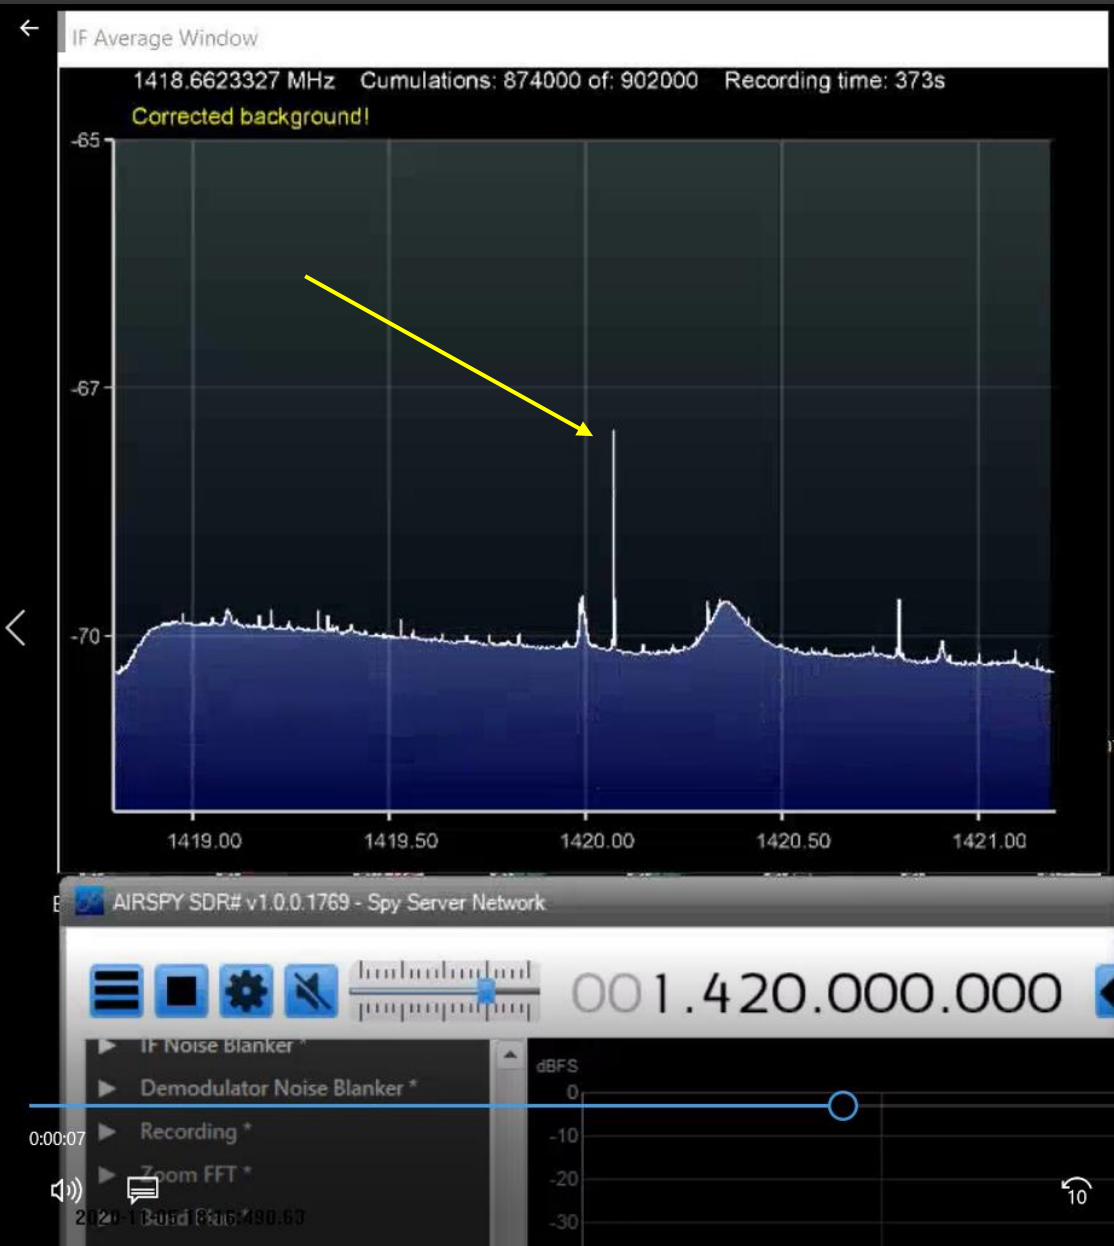 IF Average Window
1418.6623327 MHz Cumulations: 874000 of: 902000 Recording time: 373s
Corrected background!
-65
-67
-70
1419.00 1419.50 1420.00 1420.50 1421.00
AIRSPY SDR# v1.0.0.1769 - Spy Server Network
001.420.000.000
IF Noise Blanker *
dBFS
Demodulator Noise Blanker *
0
0:00:07
Recording *
-10
Zoom FFT *
-20
10
Band Plan *
-30